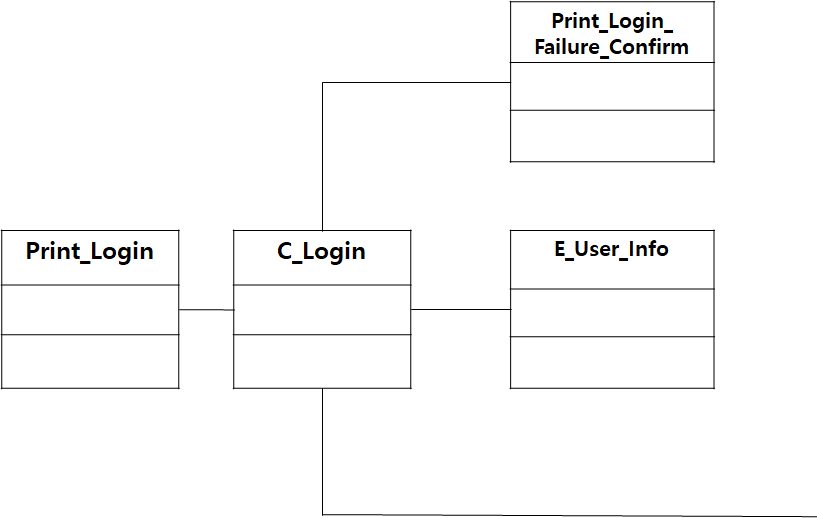 Print_Login_
Failure_Confirm
Print_Login
C_Login
E_User_Info